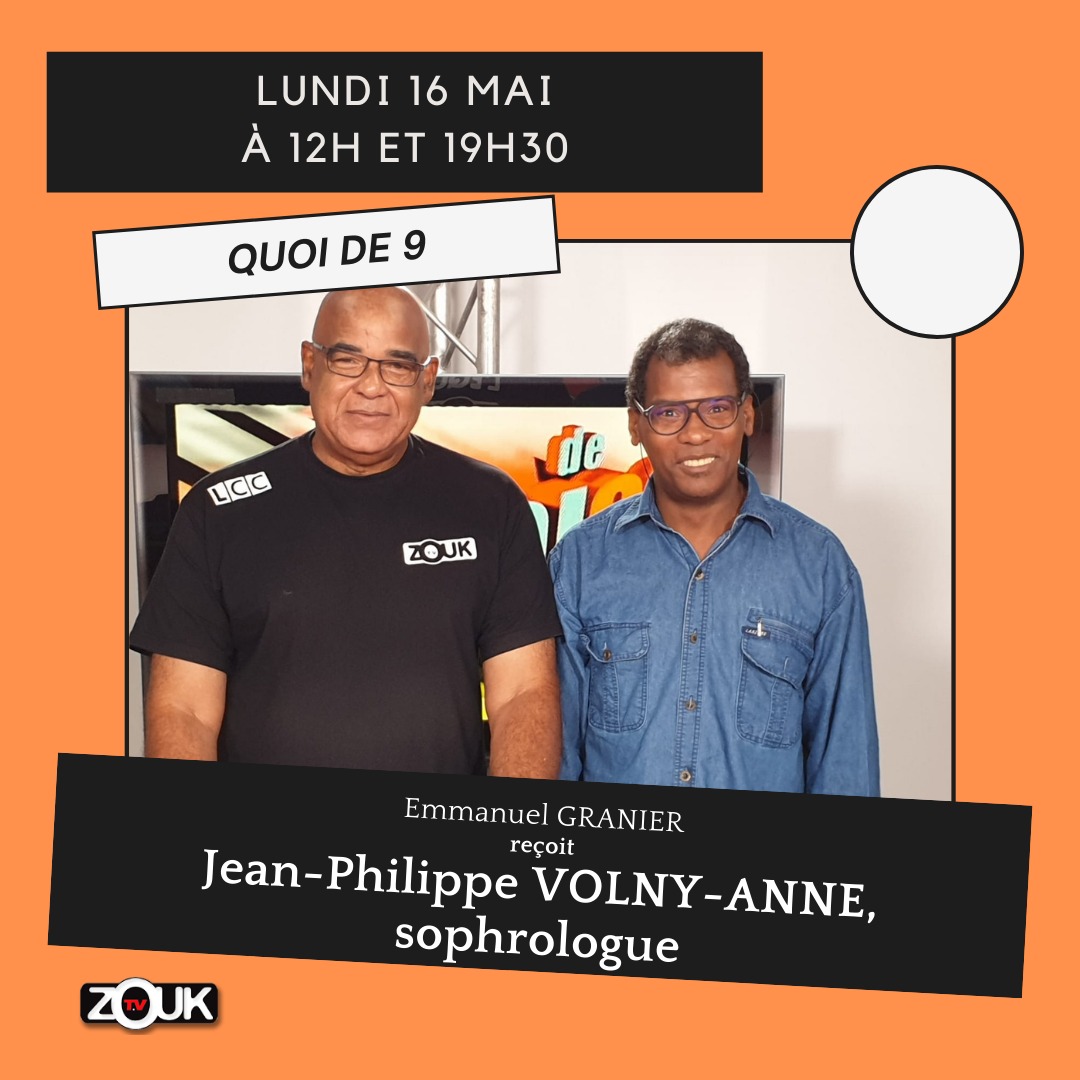 LUNDI 16 MAI
À 12H ET 19H30
QUOI DE 9
de
LCC
ZOUK
Emmanuel GRANIER
reçoit
Jean-Philippe VOLNY-ANNE,
sophrologue
ZOUK TV